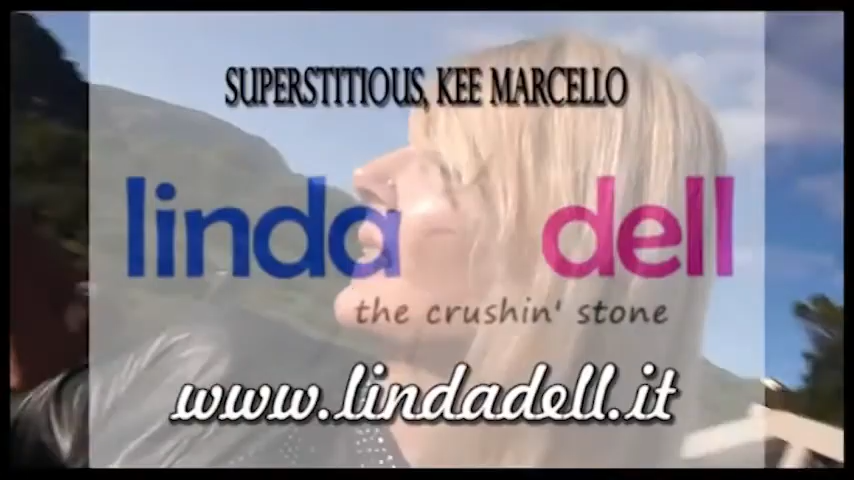 SUPERSTITIOUS, KEE MARCELLO
linda dell
the crushin' stone
www.lindadell.it